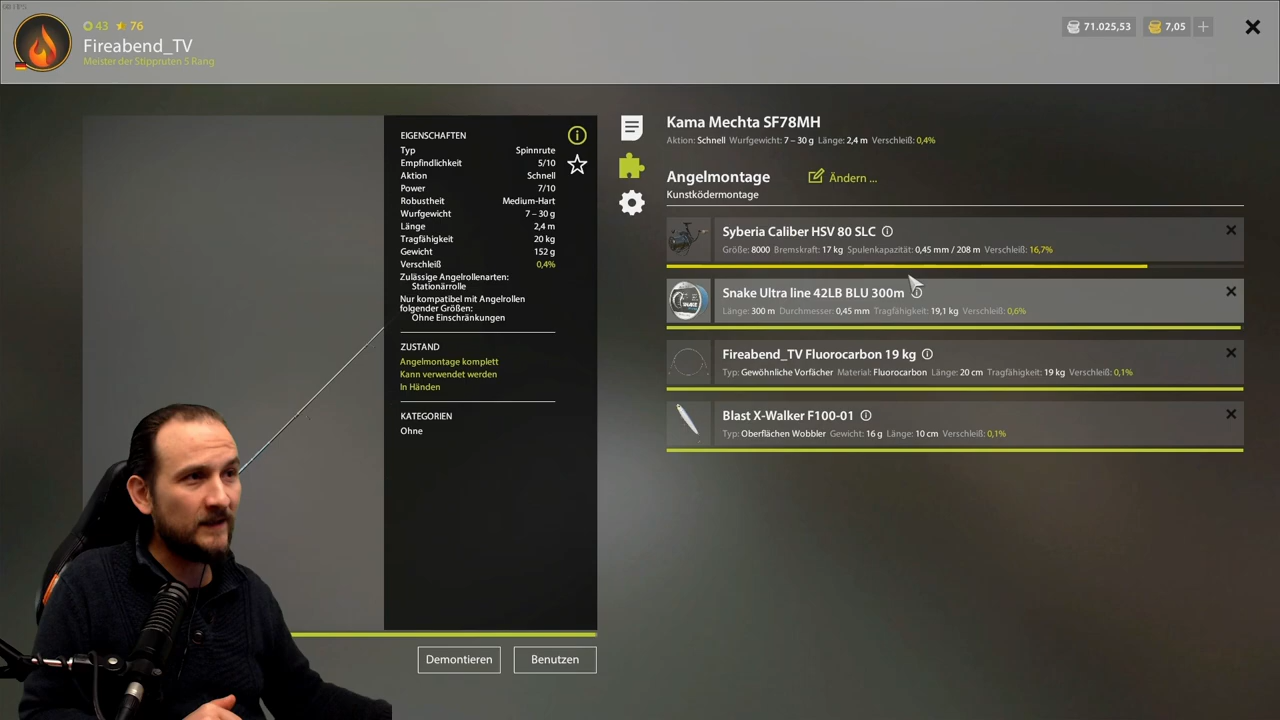 60 FPS
43 76
Fireabend_TV
Meister der Stippruten 5 Rang
71.025,53 7,05
EIGENSCHAFTEN
Typ Spinnrute
Empfindlichkeit 5/10
Aktion Schnell
Power 7/10
Robustheit Medium-Hart
Wurfgewicht 7 – 30 g
Länge 2,4 m
Tragfähigkeit 20 kg
Gewicht 152 g
Verschleiß 0,4%
Zulässige Angelrollenarten:
Stationärrolle
Nur kompatibel mit Angelrollen
folgender Größen:
Ohne Einschränkungen
ZUSTAND
Angelmontage komplett
Kann verwendet werden
In Händen
KATEGORIEN
Ohne
Demontieren Benutzen
Kama Mechta SF78MH
Aktion: Schnell Wurfgewicht: 7 – 30 g Länge: 2,4 m Verschleiß: 0,4%
Angelmontage Ändern ...
Kunstködermontage
Syberia Caliber HSV 80 SLC
Größe: 8000 Bremskraft: 17 kg Spulenkapazität: 0,45 mm / 208 m Verschleiß: 16,7%
Snake Ultra line 42LB BLU 300m
Länge: 300 m Durchmesser: 0,45 mm Tragfähigkeit: 19,1 kg Verschleiß: 0,6%
Fireabend_TV Fluorocarbon 19 kg
Typ: Gewöhnliche Vorfächer Material: Fluorocarbon Länge: 20 cm Tragfähigkeit: 19 kg Verschleiß: 0,1%
Blast X-Walker F100-01
Typ: Oberflächen Wobbler Gewicht: 16 g Länge: 10 cm Verschleiß: 0,1%